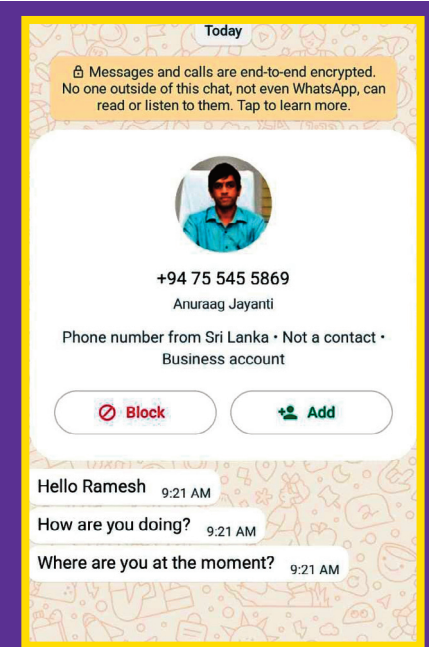 Today
Messages and calls are end-to-end encrypted.
No one outside of this chat, not even WhatsApp, can
read or listen to them. Tap to learn more.
+94 75 545 5869
Anuraag Jayanti
Phone number from Sri Lanka • Not a contact •
Business account
Block
Add
Hello Ramesh 9:21 AM
How are you doing? 9:21 AM
Where are you at the moment? 9:21 AM